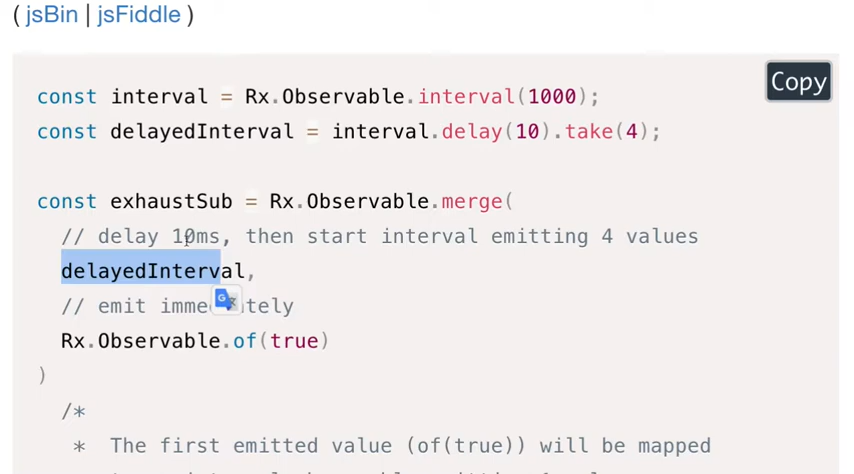 ( jsBin | jsFiddle )
Copy
const interval = Rx.Observable.interval(1000);
const delayedInterval = interval.delay(10).take(4);
const exhaustSub = Rx.Observable.merge(
// delay 10ms, then start interval emitting 4 values
delayedInterval,
// emit immediately
Rx.Observable.of(true)
)
/*
* The first emitted value (of(true)) will be mapped